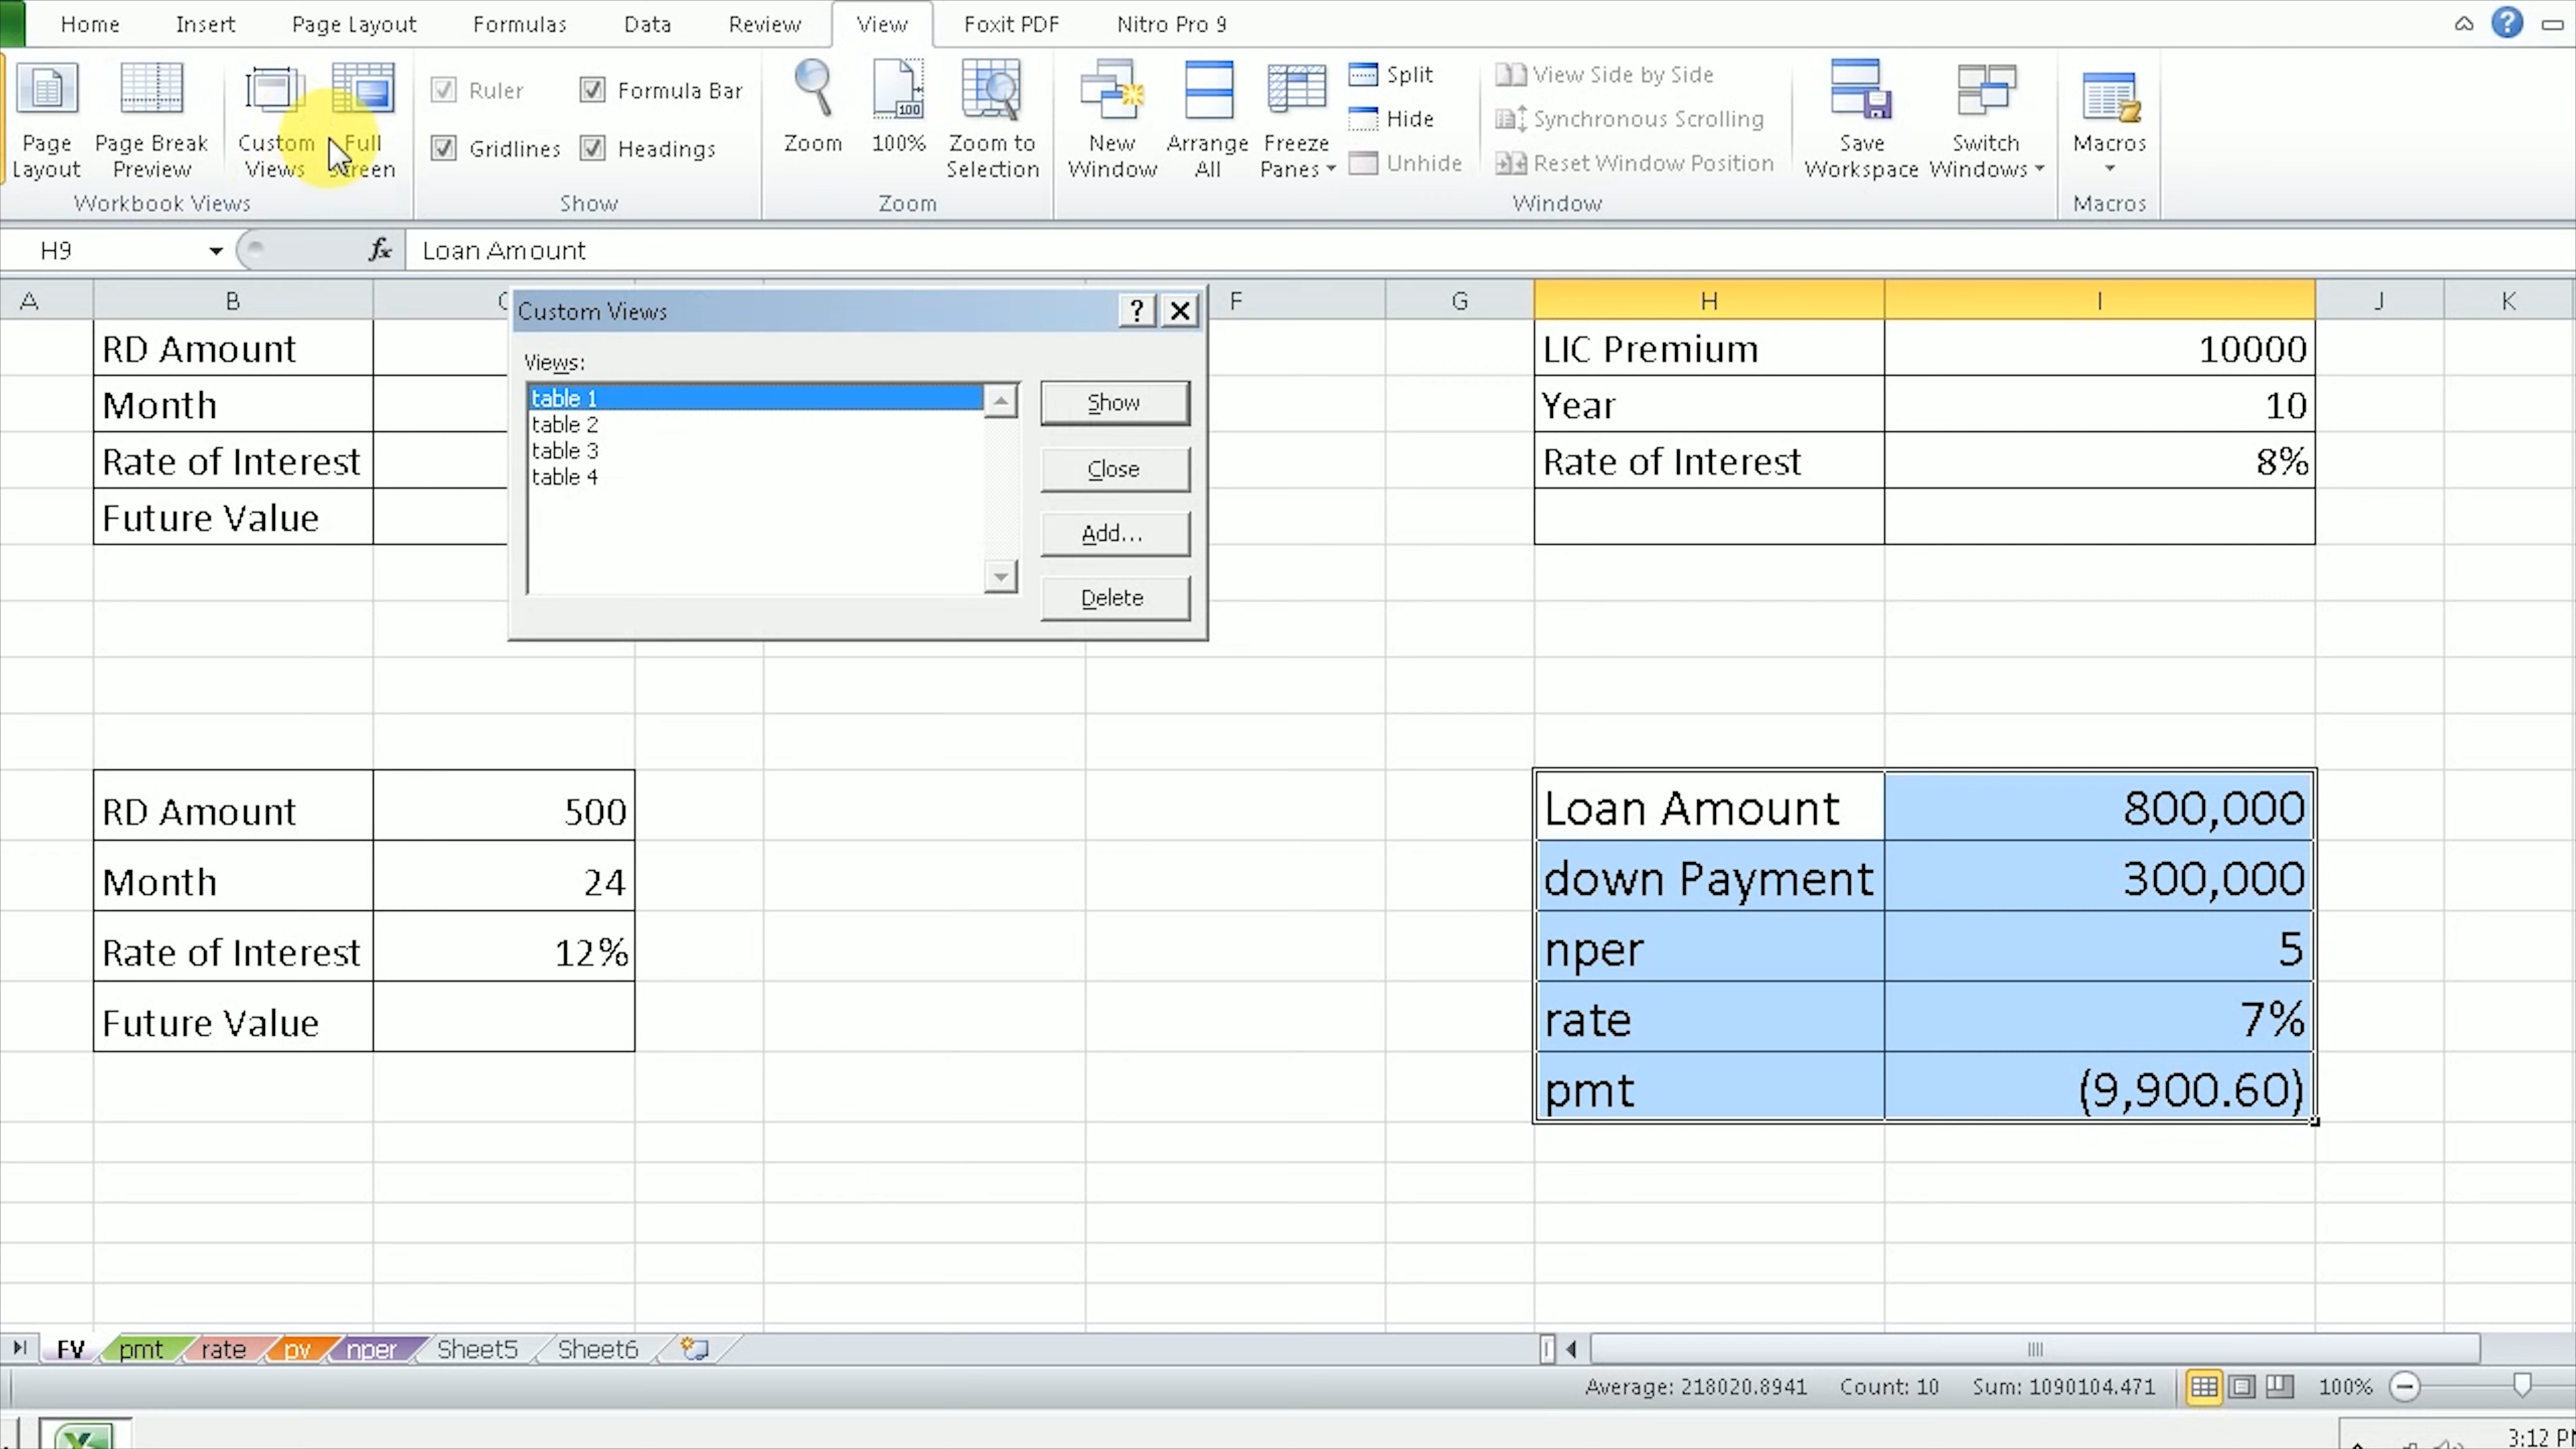 Home Insert Page Layout Formulas Data Review View Foxit PDF Nitro Pro 9
Page Layout
Page Break Preview
Custom Views
Full
Workbook Views
Ruler
Formula Bar
Gridlines
Headings
Show
Zoom
100
100%
Zoom to Selection
Zoom
New Window
Arrange All
Freeze Panes
Split
Hide
Unhide
View Side by Side
Synchronous Scrolling
Reset Window Position
Save Workspace
Switch Windows
Window
Macros
Macros
H9
fx
Loan Amount
A B F G H I J K
Custom Views
?
Views:
table 1
table 2
table 3
table 4
Show
Close
Add...
Delete
RD Amount
Month
Rate of Interest
Future Value
LIC Premium 10000
Year 10
Rate of Interest 8%
RD Amount 500
Month 24
Rate of Interest 12%
Future Value
Loan Amount 800,000
down Payment 300,000
nper 5
rate 7%
pmt (9,900.60)
FV pmt rate pv nper Sheet5 Sheet6
Average: 218020.8941 Count: 10 Sum: 1090104.471 100%
3:12